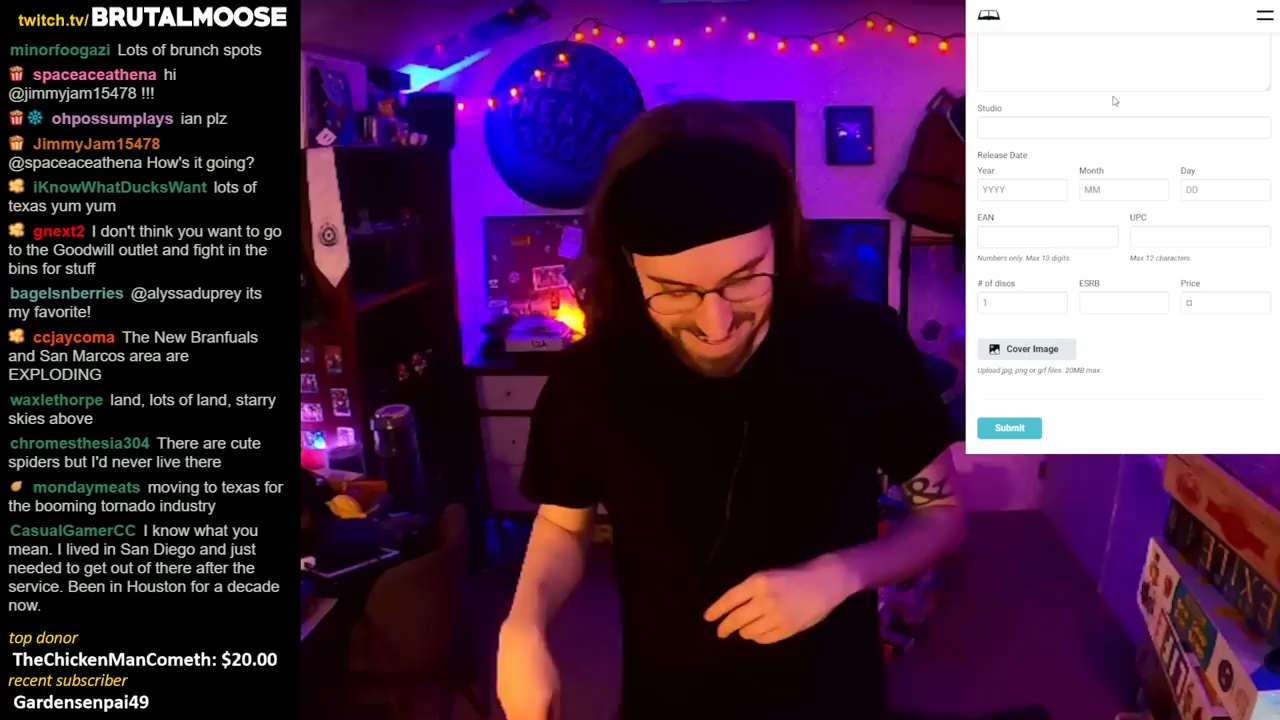 twitch.tv/BRUTALMOOSE
minorfoogazi Lots of brunch spots
spaceaceathena hi
@jimmyjam15478 !!!
ohpossumplays ian plz
JimmyJam15478
@spaceaceathena How's it going?
iKnowWhatDucksWant lots of
texas yum yum
gnext2 I don't think you want to go
to the Goodwill outlet and fight in the
bins for stuff
bagelsnberries @alyssaduprey its
my favorite!
ccjaycoma The New Branfuals
and San Marcos area are
EXPLODING
waxlethorpe land, lots of land, starry
skies above
chromesthesia304 There are cute
spiders but I'd never live there
mondaymeats moving to texas for
the booming tornado industry
CasualGamerCC I know what you
mean. I lived in San Diego and just
needed to get out of there after the
service. Been in Houston for a decade
now.
top donor
TheChickenManCometh: $20.00
recent subscriber
Gardensenpai49
Studio
Release Date
Year Month Day
YYYY MM DD
EAN UPC
Numbers only. Max 13 digits Max 12 characters.
# of discs ESRB Price
1
Cover Image
Upload jpg, png or gif files. 20MB max.
Submit